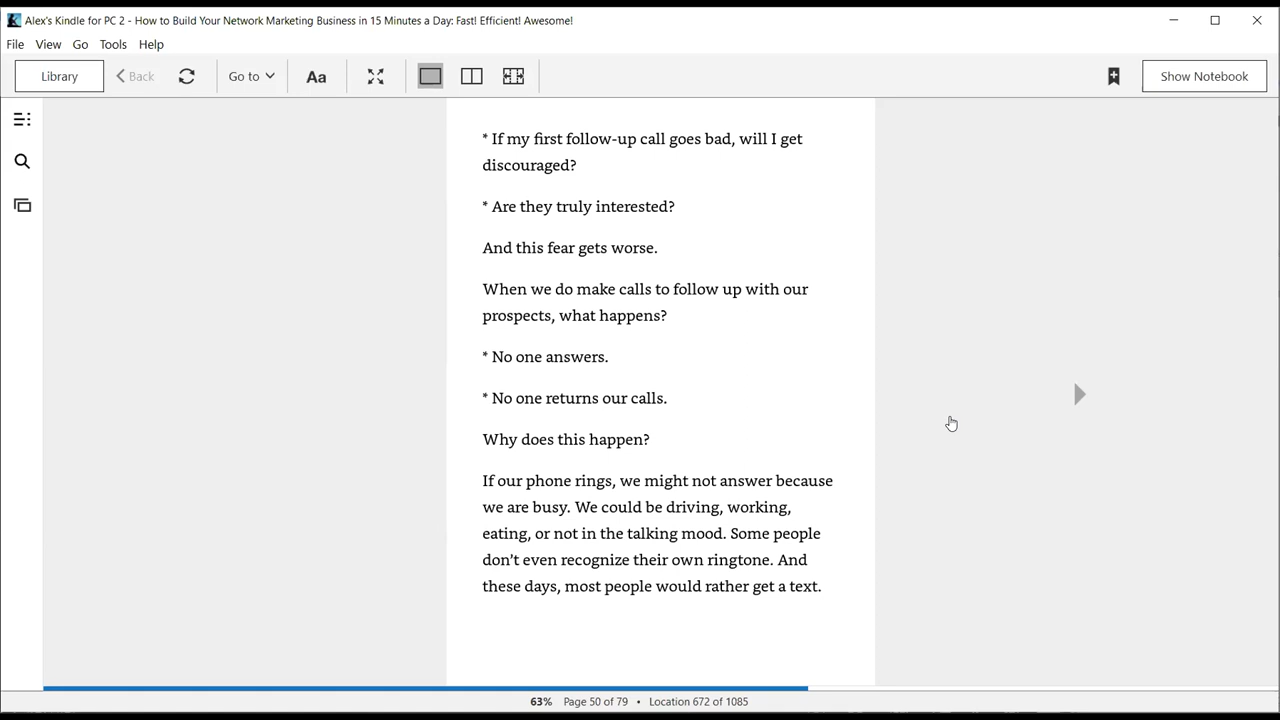 Alex's Kindle for PC 2 - How to Build Your Network Marketing Business in 15 Minutes a Day: Fast! Efficient! Awesome!
File View Go Tools Help
Library Back Go to Aa Show Notebook
* If my first follow-up call goes bad, will I get
discouraged?
* Are they truly interested?
And this fear gets worse.
When we do make calls to follow up with our
prospects, what happens?
* No one answers.
* No one returns our calls.
Why does this happen?
If our phone rings, we might not answer because
we are busy. We could be driving, working,
eating, or not in the talking mood. Some people
don’t even recognize their own ringtone. And
these days, most people would rather get a text.
63% Page 50 of 79 • Location 672 of 1085